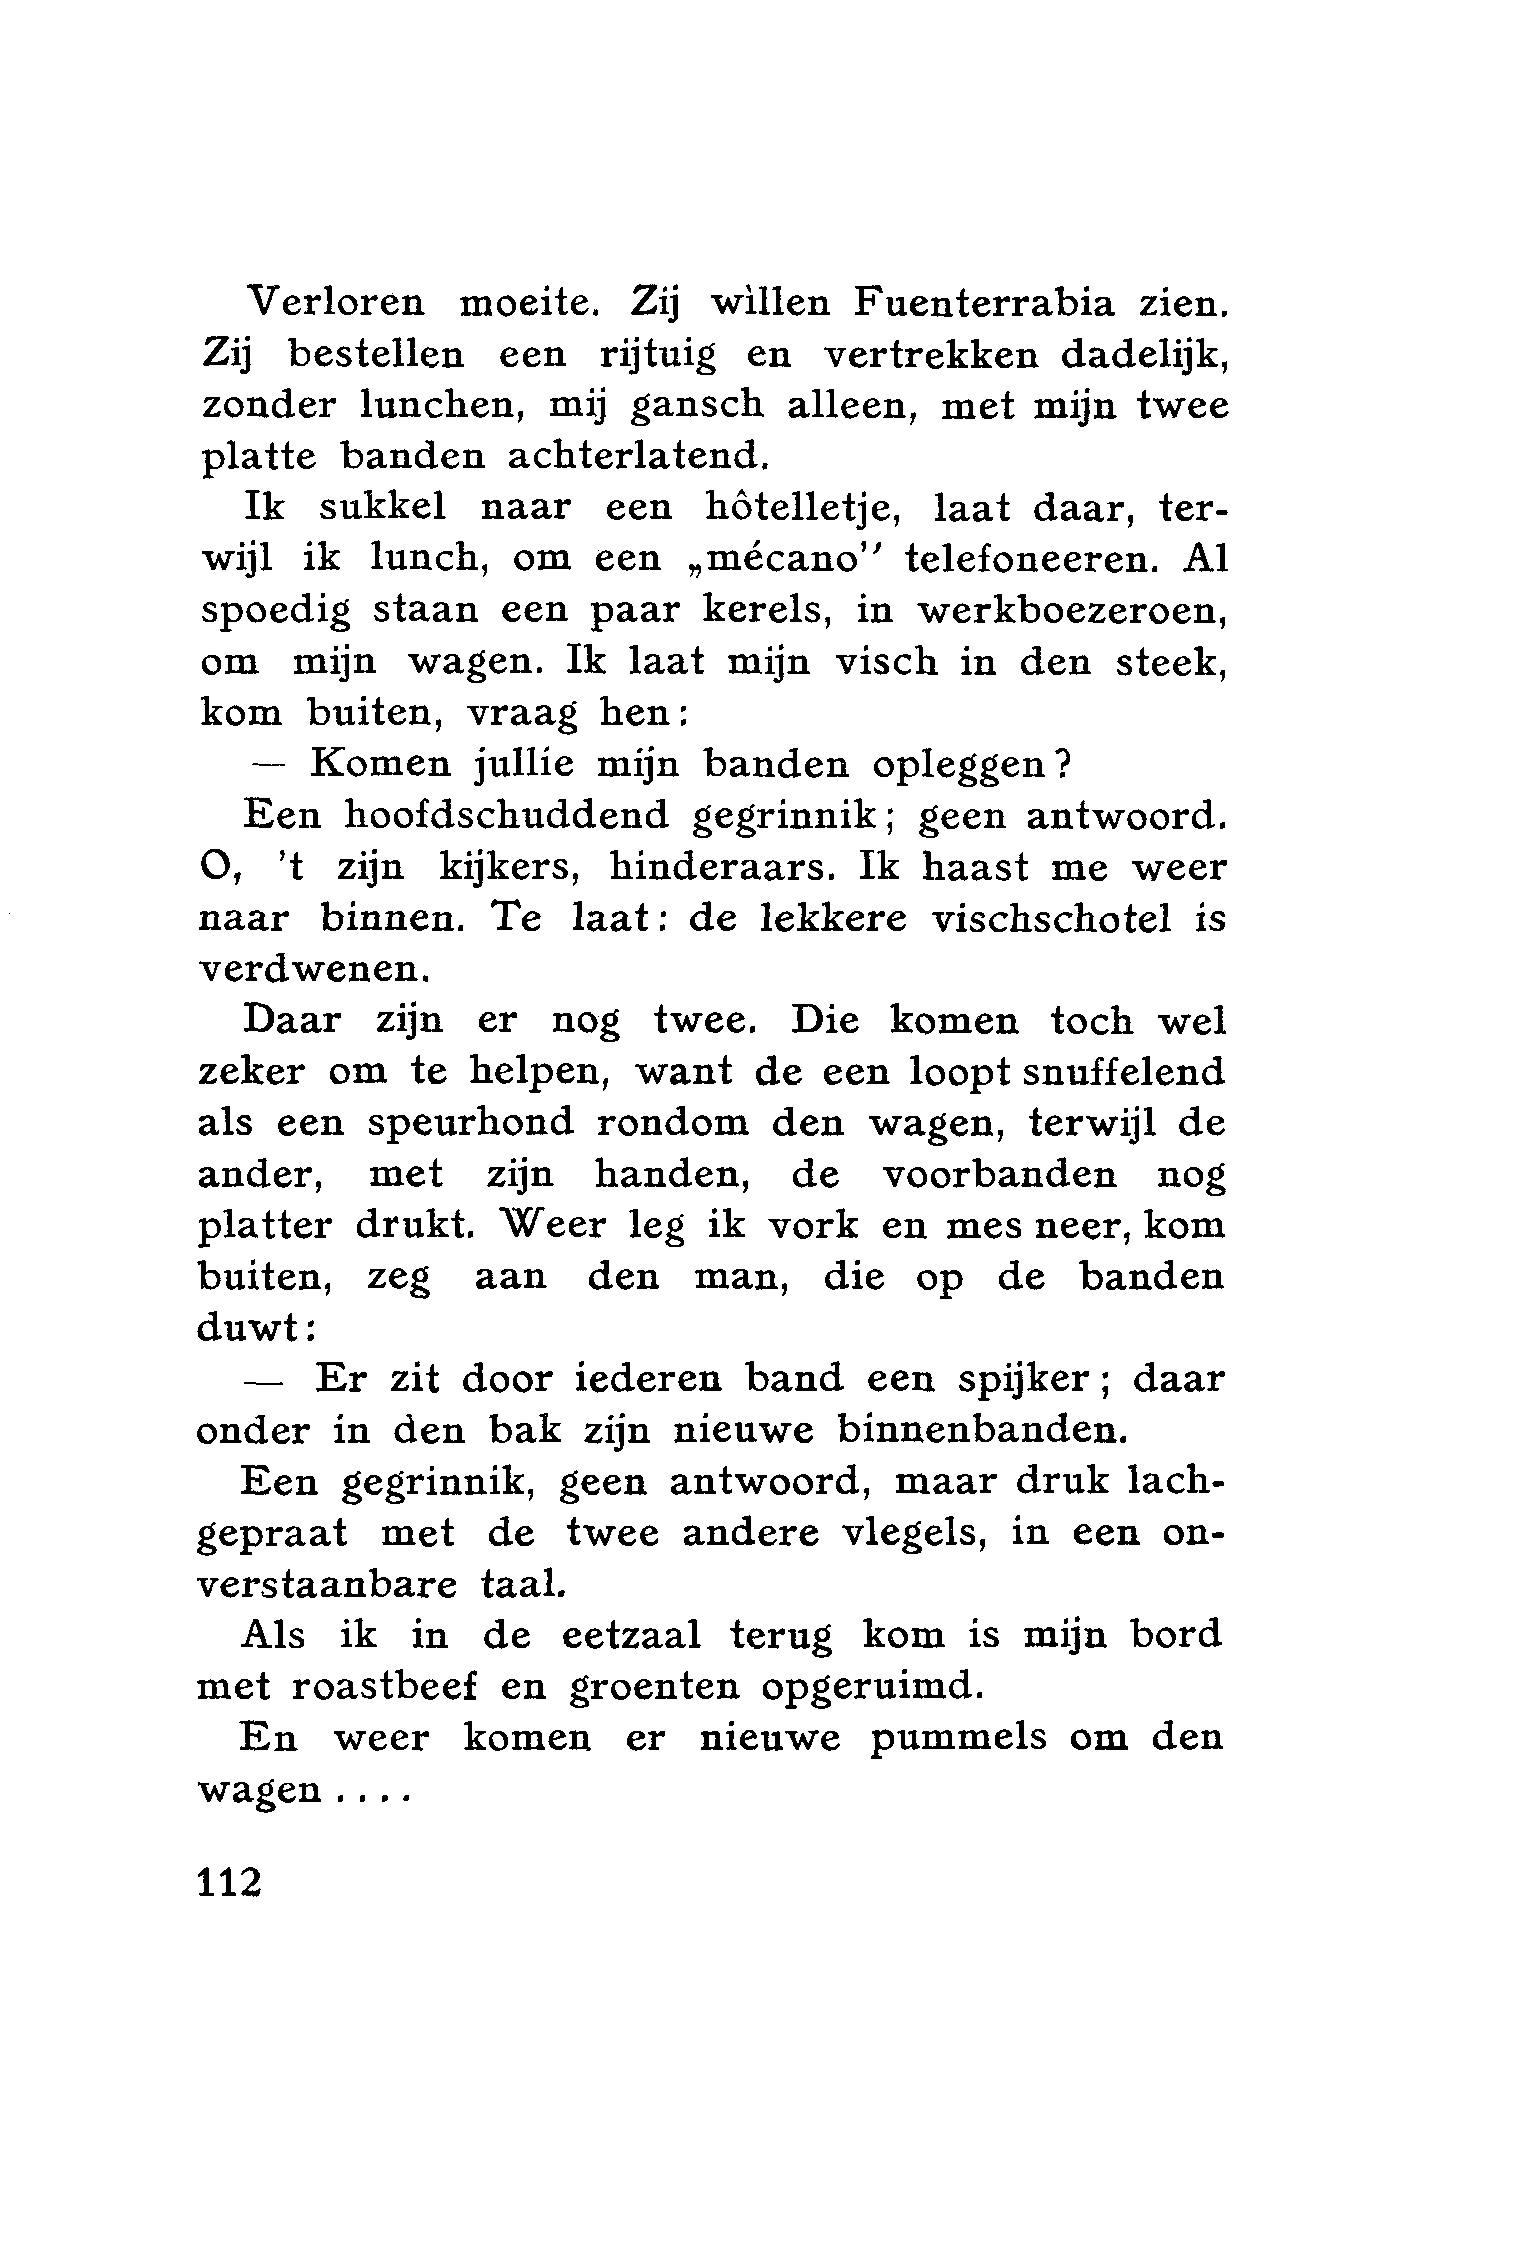 Verloren moeite. Zij willen Fuenterrabia zien.
Zij bestellen een rijtuig en vertrekken dadelijk,
zonder lunchen, mij gansch alleen, met mijn twee
platte banden achterlatend.
Ik sukkel naar een hôtelletje, laat daar, ter-
wijl ik lunch, om een „mécano” telefoneeren. Al
spoedig staan een paar kerels, in werkboezeroen,
om mijn wagen. Ik laat mijn visch in den steek,
kom buiten, vraag hen:
— Komen jullie mijn banden opleggen?
Een hoofdschuddend gegrinnik; geen antwoord.
O, 't zijn kijkers, hinderaars. Ik haast me weer
naar binnen. Te laat: de lekkere vischschotel is
verdwenen.
Daar zijn er nog twee. Die komen toch wel
zeker om te helpen, want de een loopt snuffelend
als een speurhond rondom den wagen, terwijl de
ander, met zijn handen, de voorbanden nog
platter drukt. Weer leg ik vork en mes neer, kom
buiten, zeg aan den man, die op de banden
duwt:
— Er zit door iederen band een spijker; daar
onder in den bak zijn nieuwe binnenbanden.
Een gegrinnik, geen antwoord, maar druk lach-
gepraat met de twee andere vlegels, in een on-
verstaanbare taal.
Als ik in de eetzaal terug kom is mijn bord
met roastbeef en groenten opgeruimd.
En weer komen er nieuwe pummels om den
wagen....
112